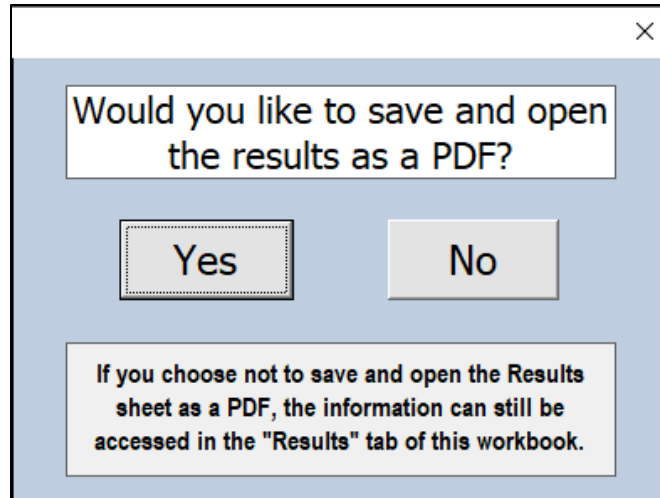 Would you like to save and open
the results as a PDF?
Yes
No
If you choose not to save and open the Results
sheet as a PDF, the information can still be
accessed in the "Results" tab of this workbook.